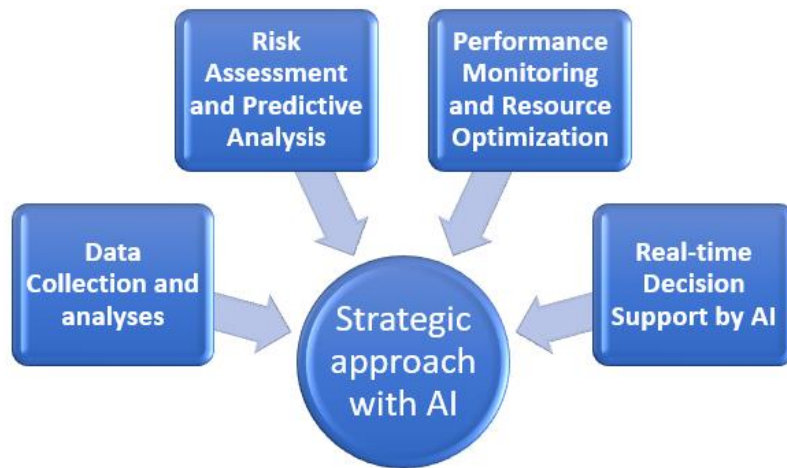 Risk
Assessment
and Predictive
Analysis
Performance
Monitoring
and Resource
Optimization
Data
Collection and
analyses
Real-time
Decision
Support by AI
Strategic
approach
with AI